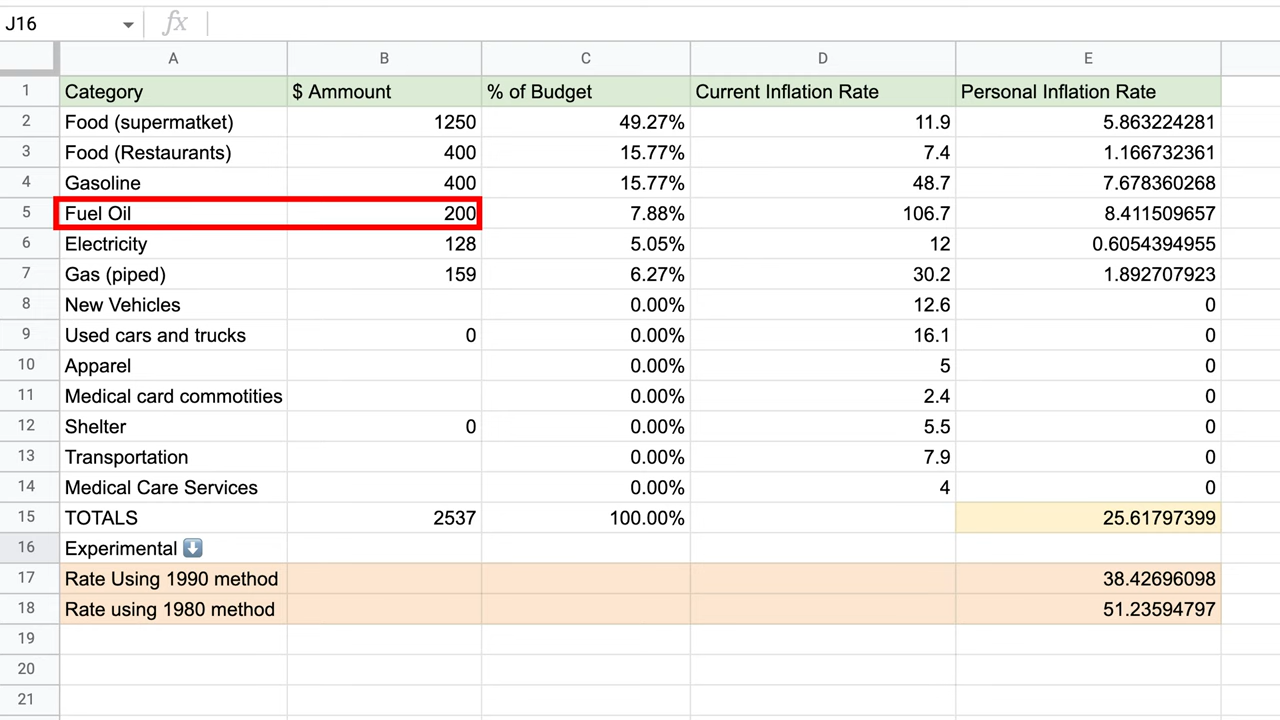 J16 fx
A B C D E
1 Category $ Ammount % of Budget Current Inflation Rate Personal Inflation Rate
2 Food (supermatket) 1250 49.27% 11.9 5.863224281
3 Food (Restaurants) 400 15.77% 7.4 1.166732361
4 Gasoline 400 15.77% 48.7 7.678360268
5 Fuel Oil 200 7.88% 106.7 8.411509657
6 Electricity 128 5.05% 12 0.6054394955
7 Gas (piped) 159 6.27% 30.2 1.892707923
8 New Vehicles 0.00% 12.6 0
9 Used cars and trucks 0 0.00% 16.1 0
10 Apparel 0.00% 5 0
11 Medical card commotities 0.00% 2.4 0
12 Shelter 0 0.00% 5.5 0
13 Transportation 0.00% 7.9 0
14 Medical Care Services 0.00% 4 0
15 TOTALS 2537 100.00% 25.61797399
16 Experimental ⬇️
17 Rate Using 1990 method 38.42696098
18 Rate using 1980 method 51.23594797
19
20
21